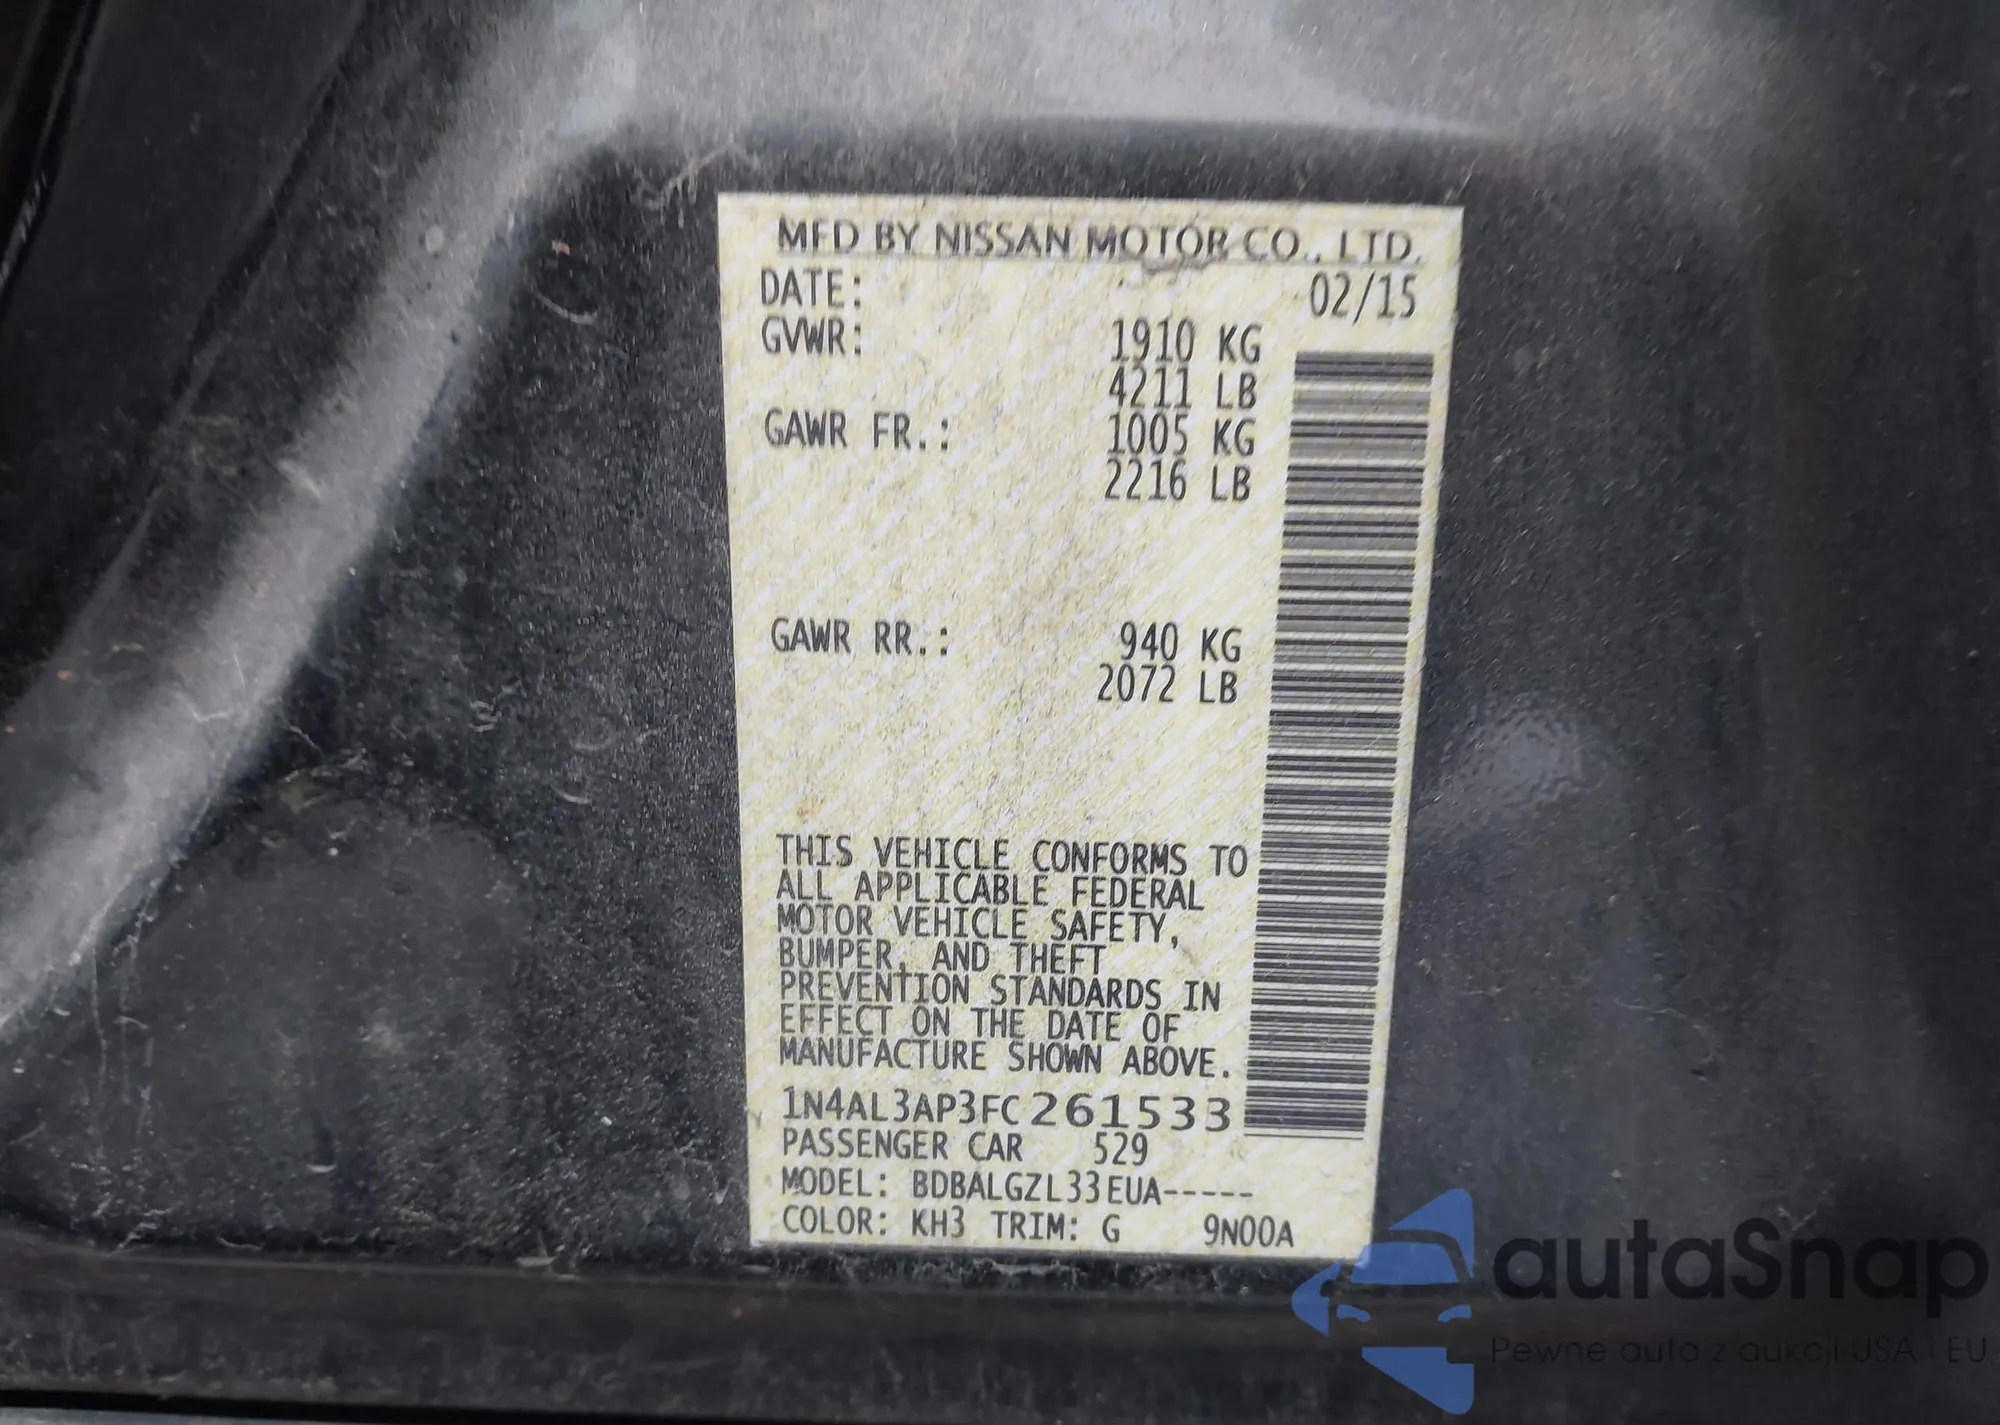 MFD BY NISSAN MOTOR CO., LTD.
DATE: 02/15
GVWR: 1910 KG
4211 LB
GAWR FR.: 1005 KG
2216 LB
GAWR RR.: 940 KG
2072 LB
THIS VEHICLE CONFORMS TO
ALL APPLICABLE FEDERAL
MOTOR VEHICLE SAFETY,
BUMPER, AND THEFT
PREVENTION STANDARDS IN
EFFECT ON THE DATE OF
MANUFACTURE SHOWN ABOVE.
1N4AL3AP3FC261533
PASSENGER CAR 529
MODEL: BDBALGZL33EUA-----
COLOR: KH3 TRIM: G 9N00A
autaSnap
Pewne auta z aukcji USA i EU